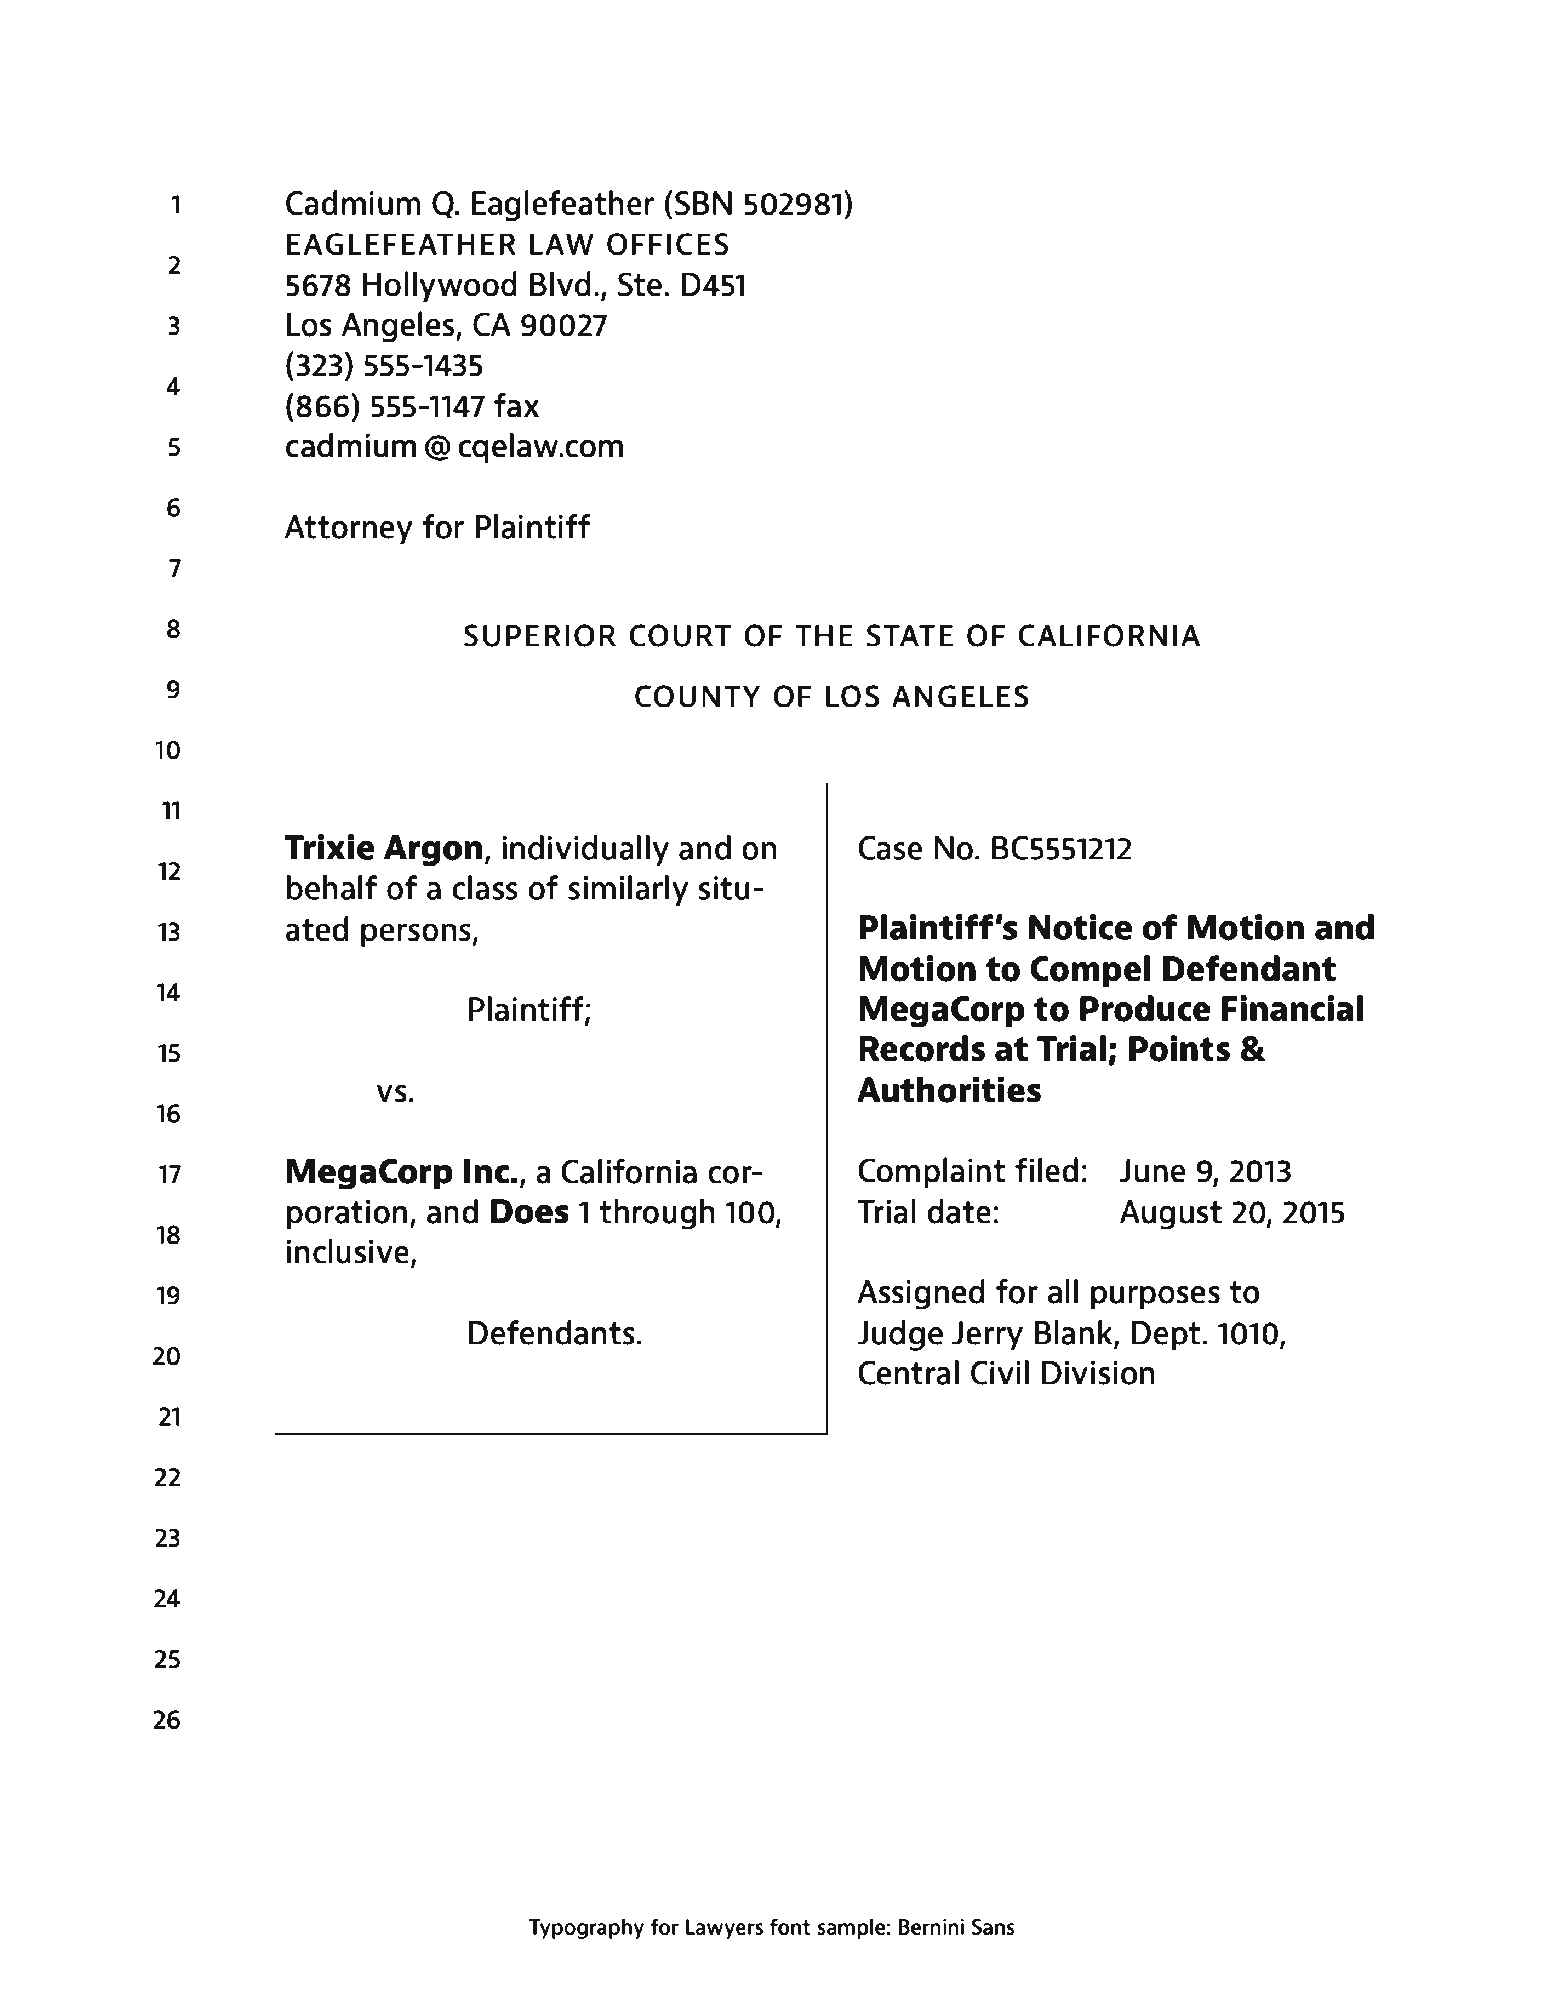 1
2
3
4
5
6
7
8
9
10
11
12
13
14
15
16
17
18
19
20
21
22
23
24
25
26
Cadmium Q. Eaglefeather (SBN 502981)
EAGLEFEATHER LAW OFFICES
5678 Hollywood Blvd., Ste. D451
Los Angeles, CA 90027
(323) 555-1435
(866) 555-1147 fax
cadmium @ cqelaw.com
Attorney for Plaintiff
SUPERIOR COURT OF THE STATE OF CALIFORNIA
COUNTY OF LOS ANGELES
Trixie Argon, individually and on
behalf of a class of similarly situ-
ated persons,
Plaintiff;
vs.
MegaCorp Inc., a California cor-
poration, and Does 1 through 100,
inclusive,
Defendants.
Case No. BC5551212
Plaintiff's Notice of Motion and
Motion to Compel Defendant
MegaCorp to Produce Financial
Records at Trial; Points &
Authorities
Complaint filed: June 9, 2013
Trial date: August 20, 2015
Assigned for all purposes to
Judge Jerry Blank, Dept. 1010,
Central Civil Division
Typography for Lawyers font sample: Bernini Sans